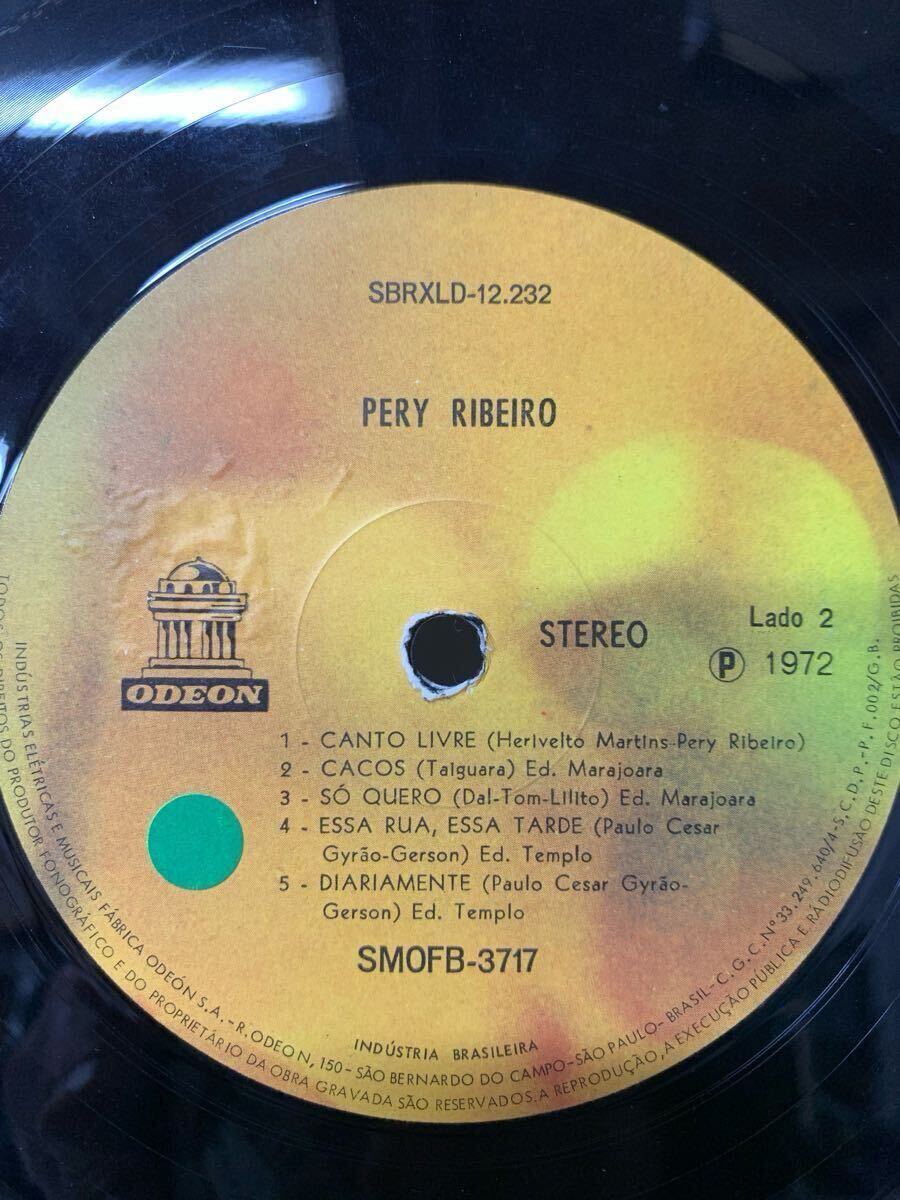 SBRXLD-12.232
PERY RIBEIRO
ODEON
STEREO
Lado 2
P 1972
1 - CANTO LIVRE (Herivelto Martins-Pery Ribeiro)
2 - CACOS (Taiguara) Ed. Marajoara
3 - SÓ QUERO (Dal-Tom-Lilito) Ed. Marajoara
4 - ESSA RUA, ESSA TARDE (Paulo Cesar
Gyrão-Gerson) Ed. Templo
5 - DIARIAMENTE (Paulo Cesar Gyrão-
Gerson) Ed. Templo
SMOFB-3717
INDÚSTRIA BRASILEIRA
INDÚSTRIAS ELÉTRICAS E MUSICAIS FÁBRICA ODEÓN S.A.-R.ODEON, 150-SÃO BERNARDO DO CAMPO-SÃO PAULO-BRASIL-C.G.C.Nº33.249.640/4-S.C.D.P.-P.F.002/G.B.
TODOS OS DIREITOS DO PRODUTOR FONOGRÁFICO E DO PROPRIETÁRIO DA OBRA GRAVADA SÃO RESERVADOS. A REPRODUÇÃO, A EXECUÇÃO PÚBLICA E RÁDIODIFUSÃO DESTE DISCO ESTÃO PROIBIDAS